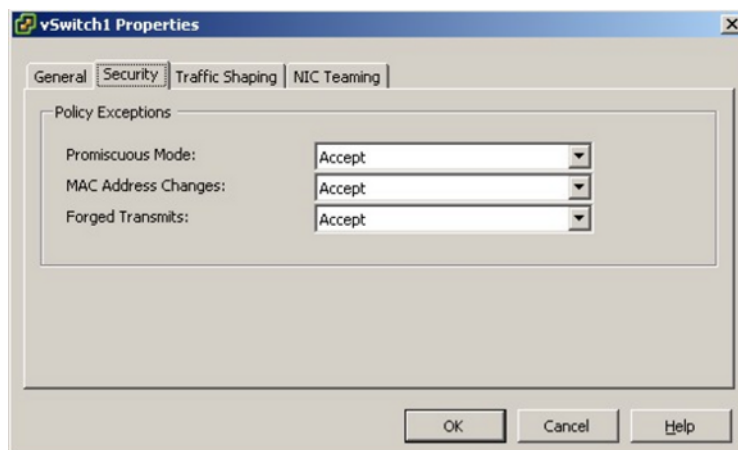 vSwitch1 Properties
General Security Traffic Shaping NIC Teaming
Policy Exceptions
Promiscuous Mode: Accept
MAC Address Changes: Accept
Forged Transmits: Accept
OK Cancel Help